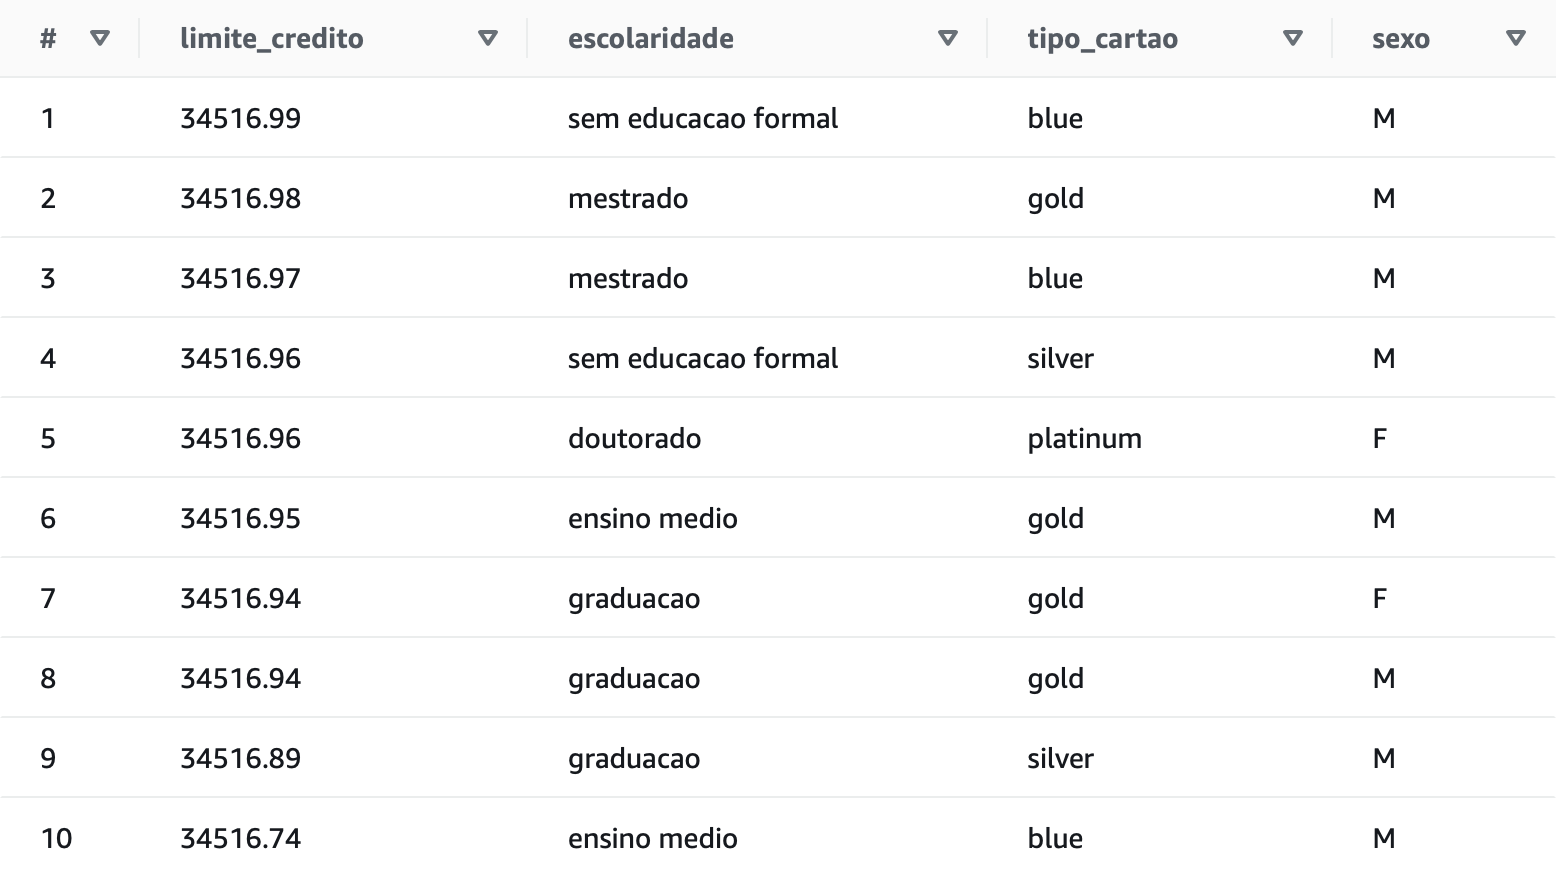 # limite_credito escolaridade tipo_cartao sexo
1 34516.99 sem educacao formal blue M
2 34516.98 mestrado gold M
3 34516.97 mestrado blue M
4 34516.96 sem educacao formal silver M
5 34516.96 doutorado platinum F
6 34516.95 ensino medio gold M
7 34516.94 graduacao gold F
8 34516.94 graduacao gold M
9 34516.89 graduacao silver M
10 34516.74 ensino medio blue M